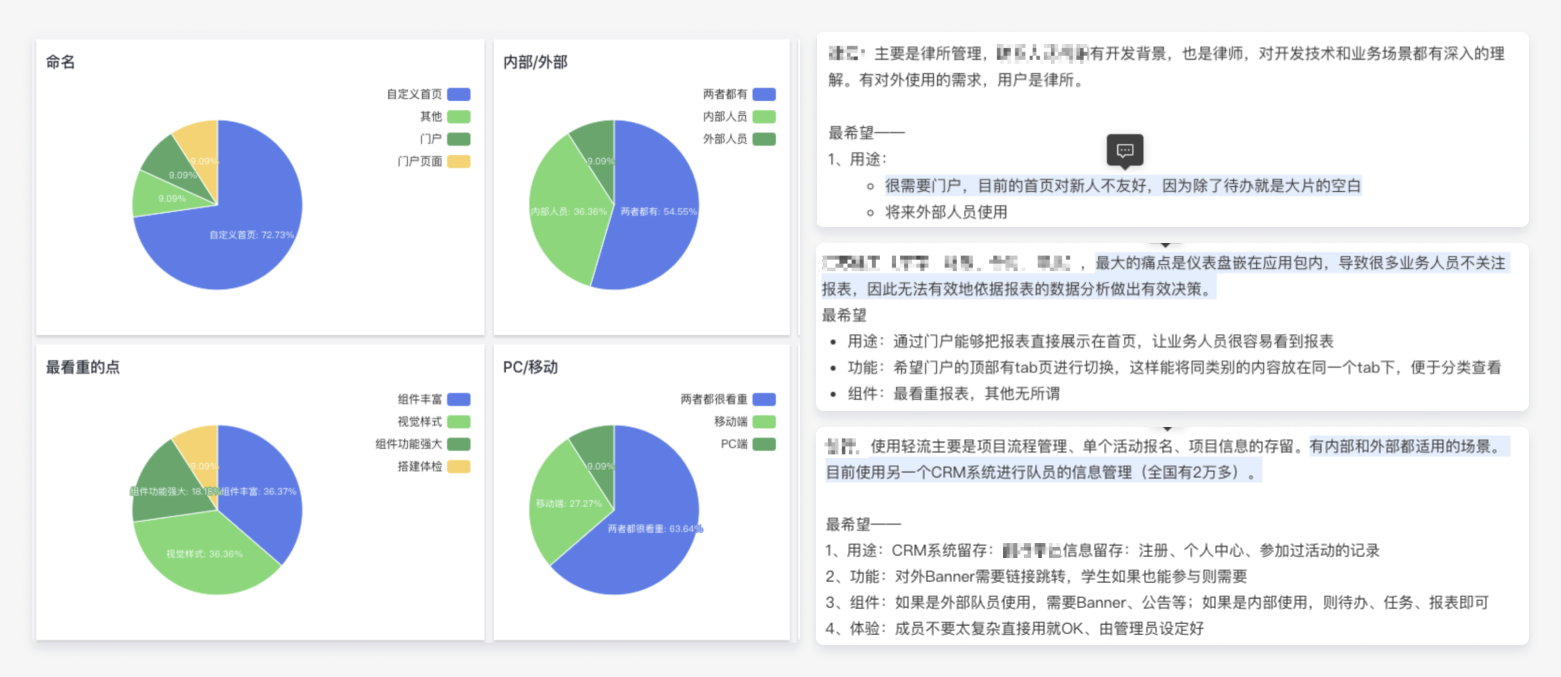 命名
自定义首页
其他
门户
门户页面
9.09%
9.09%
9.09%
自定义首页: 72.73%
内部/外部
两者都有
内部人员
外部人员
9.09%
内部人员: 36.36%
两者都有: 54.55%
最看重的点
组件丰富
视觉样式
组件功能强大
搭建体检
9.09%
组件功能强大: 18.18%
组件丰富: 36.37%
视觉样式: 36.36%
PC/移动
两者都很看重
移动端
PC端
9.09%
移动端: 27.27%
两者都很看重: 63.64%
主要是律所管理，有开发背景，也是律师，对开发技术和业务场景都有深入的理
解。有对外使用的需求，用户是律所。
最希望——
1、用途：
很需要门户，目前的首页对新人不友好，因为除了待办就是大片的空白
将来外部人员使用
，最大的痛点是仪表盘嵌在应用包内，导致很多业务人员不关注
报表，因此无法有效地依据报表的数据分析做出有效决策。
最希望
• 用途：通过门户能够把报表直接展示在首页，让业务人员很容易看到报表
• 功能：希望门户的顶部有tab页进行切换，这样能将同类别的内容放在同一个tab下，便于分类查看
• 组件：最看重报表，其他无所谓
使用轻流主要是项目流程管理、单个活动报名、项目信息的存留。有内部和外部都适用的场景。
目前使用另一个CRM系统进行队员的信息管理（全国有2万多）。
最希望——
1、用途：CRM系统留存：信息留存：注册、个人中心、参加过活动的记录
2、功能：对外Banner需要链接跳转，学生如果也能参与则需要
3、组件：如果是外部队员使用，需要Banner、公告等；如果是内部使用，则待办、任务、报表即可
4、体验：成员不要太复杂直接用就OK、由管理员设定好